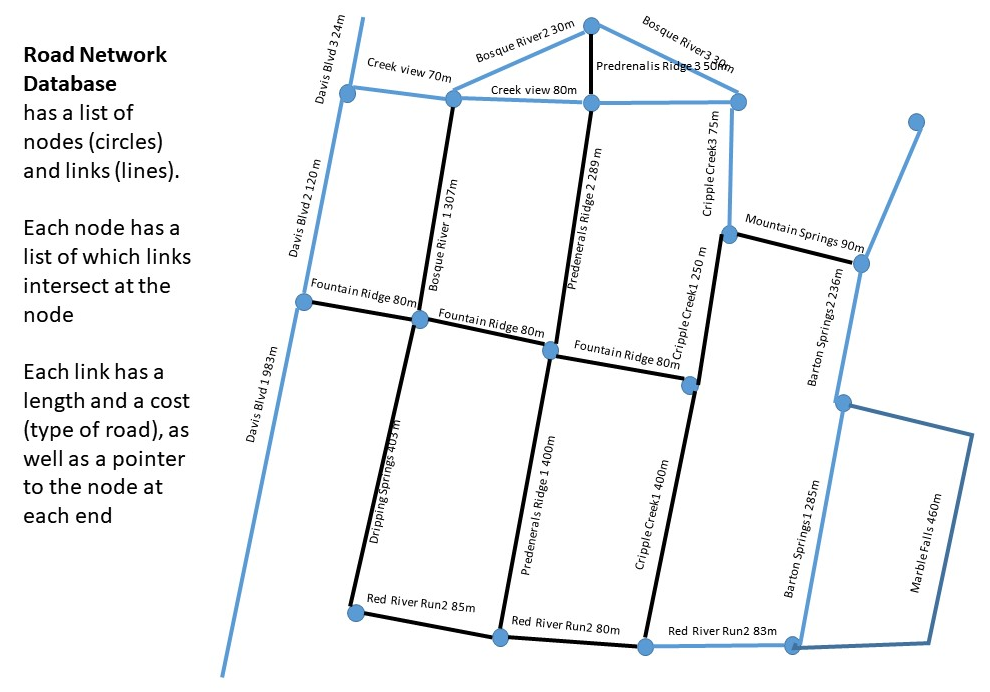 Road Network
Database
has a list of
nodes (circles)
and links (lines).
Each node has a
list of which links
intersect at the
node
Each link has a
length and a cost
(type of road), as
well as a pointer
to the node at
each end
Davis Blvd 3 24m
Creek view 70m
Bosque River2 30m
Bosque River3 30m
Predrenalis Ridge 3 50m
Creek view 80m
Davis Blvd 2 120 m
Bosque River 1 307m
Predenerals Ridge 2 289 m
Cripple Creek3 75m
Mountain Springs 90m
Fountain Ridge 80m
Fountain Ridge 80m
Fountain Ridge 80m
Cripple Creek1 250 m
Barton Springs2 236m
Davis Blvd 1 983m
Dripping Springs 403 m
Predenerals Ridge 1 400m
Cripple Creek1 400m
Barton Springs1 285m
Marble Falls 460m
Red River Run2 85m
Red River Run2 80m
Red River Run2 83m